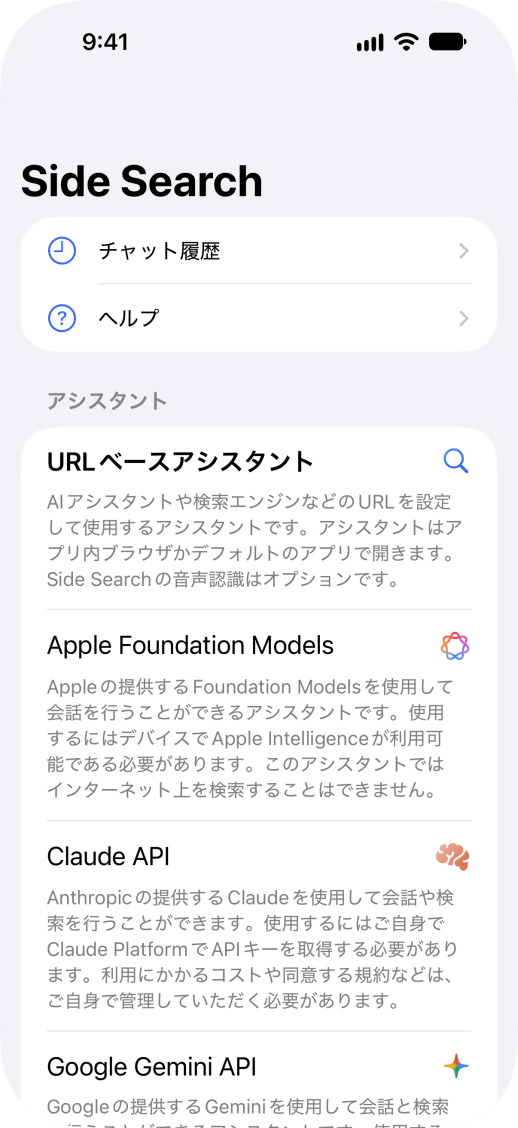 9:41
Side Search
チャット履歴
ヘルプ
アシスタント
URLベースアシスタント
AIアシスタントや検索エンジンなどのURLを設定
して使用するアシスタントです。アシスタントはア
プリ内ブラウザかデフォルトのアプリで開きます。
Side Searchの音声認識はオプションです。
Apple Foundation Models
Appleの提供するFoundation Modelsを使用して
会話を行うことができるアシスタントです。使用
するにはデバイスでApple Intelligenceが利用可
能である必要があります。このアシスタントでは
インターネット上を検索することはできません。
Claude API
Anthropicの提供するClaudeを使用して会話や検
索を行うことができます。使用するにはご自身で
Claude PlatformでAPIキーを取得する必要があり
ます。利用にかかるコストや同意する規約などは、
ご自身で管理していただく必要があります。
Google Gemini API
Googleの提供するGeminiを使用して会話と検索